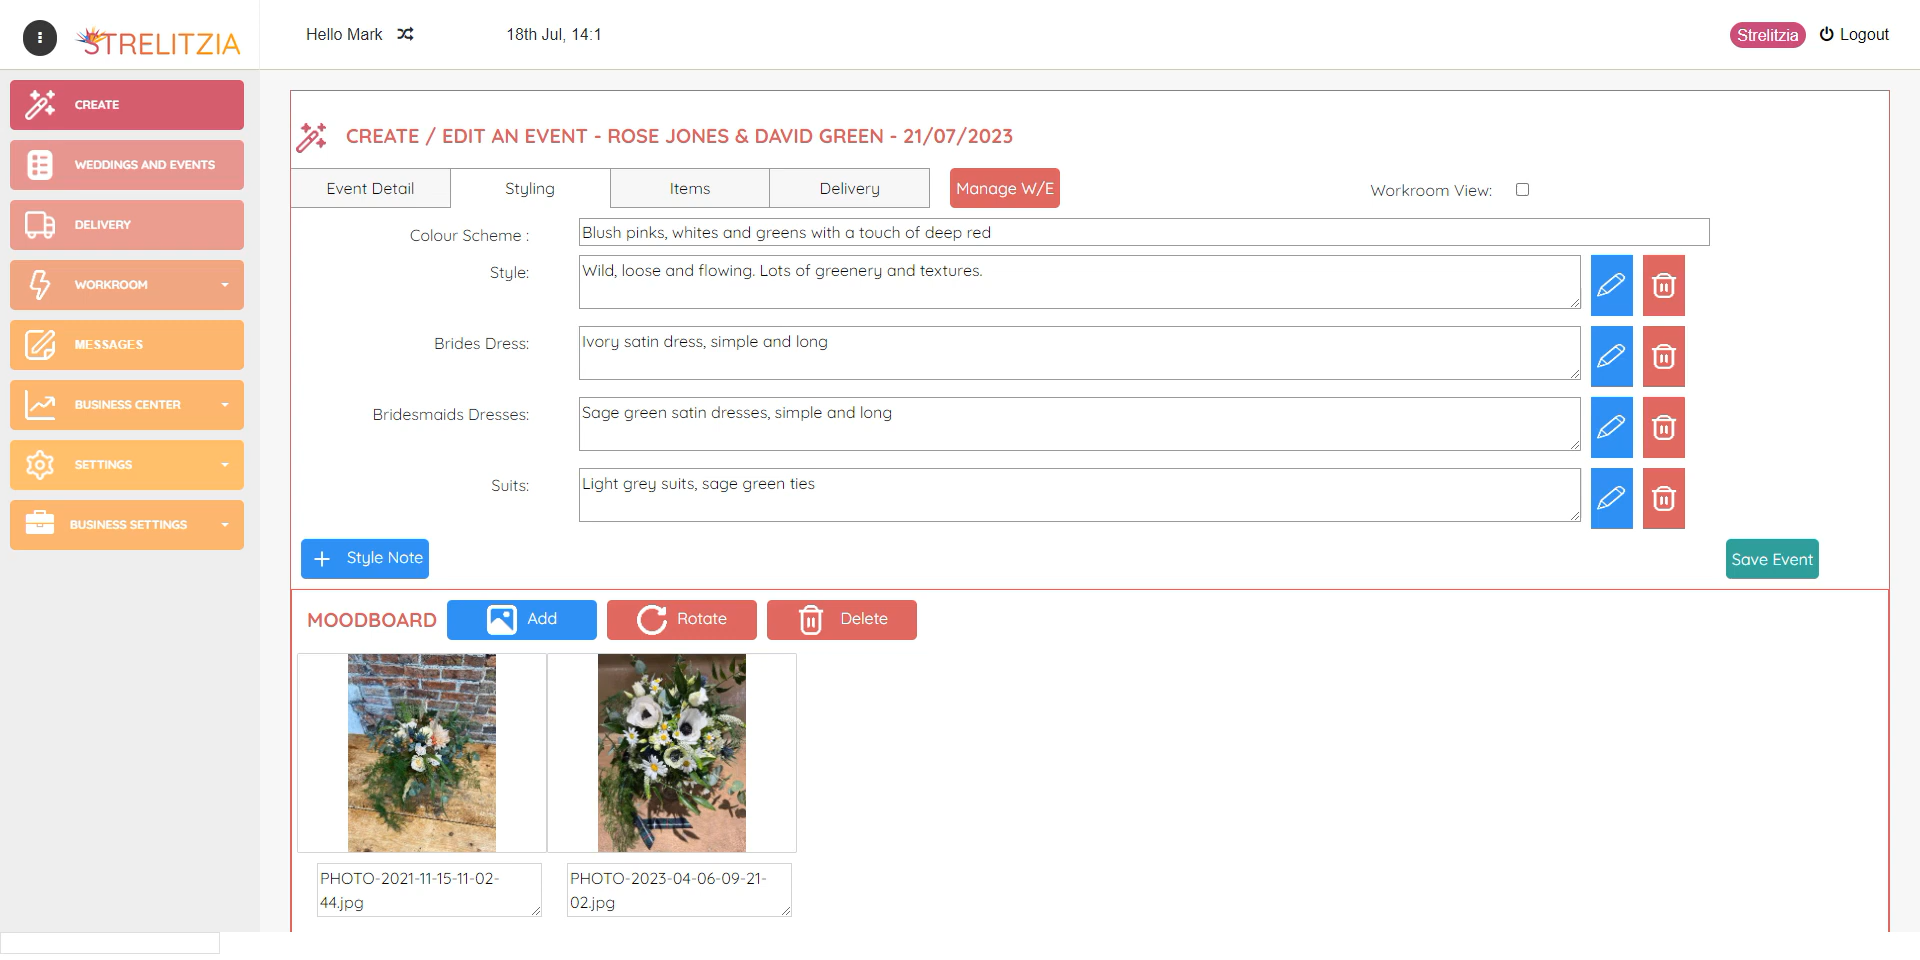 STRELITZIA
Hello Mark
18th Jul, 14:1
Strelitzia
Logout
CREATE
WEDDINGS AND EVENTS
DELIVERY
WORKROOM
MESSAGES
BUSINESS CENTER
SETTINGS
BUSINESS SETTINGS
CREATE / EDIT AN EVENT - ROSE JONES & DAVID GREEN - 21/07/2023
Event Detail
Styling
Items
Delivery
Manage W/E
Workroom View:
Colour Scheme :
Blush pinks, whites and greens with a touch of deep red
Style:
Wild, loose and flowing. Lots of greenery and textures.
Brides Dress:
Ivory satin dress, simple and long
Bridesmaids Dresses:
Sage green satin dresses, simple and long
Suits:
Light grey suits, sage green ties
Style Note
Save Event
MOODBOARD
Add
Rotate
Delete
PHOTO-2021-11-15-11-02-
44.jpg
PHOTO-2023-04-06-09-21-
02.jpg